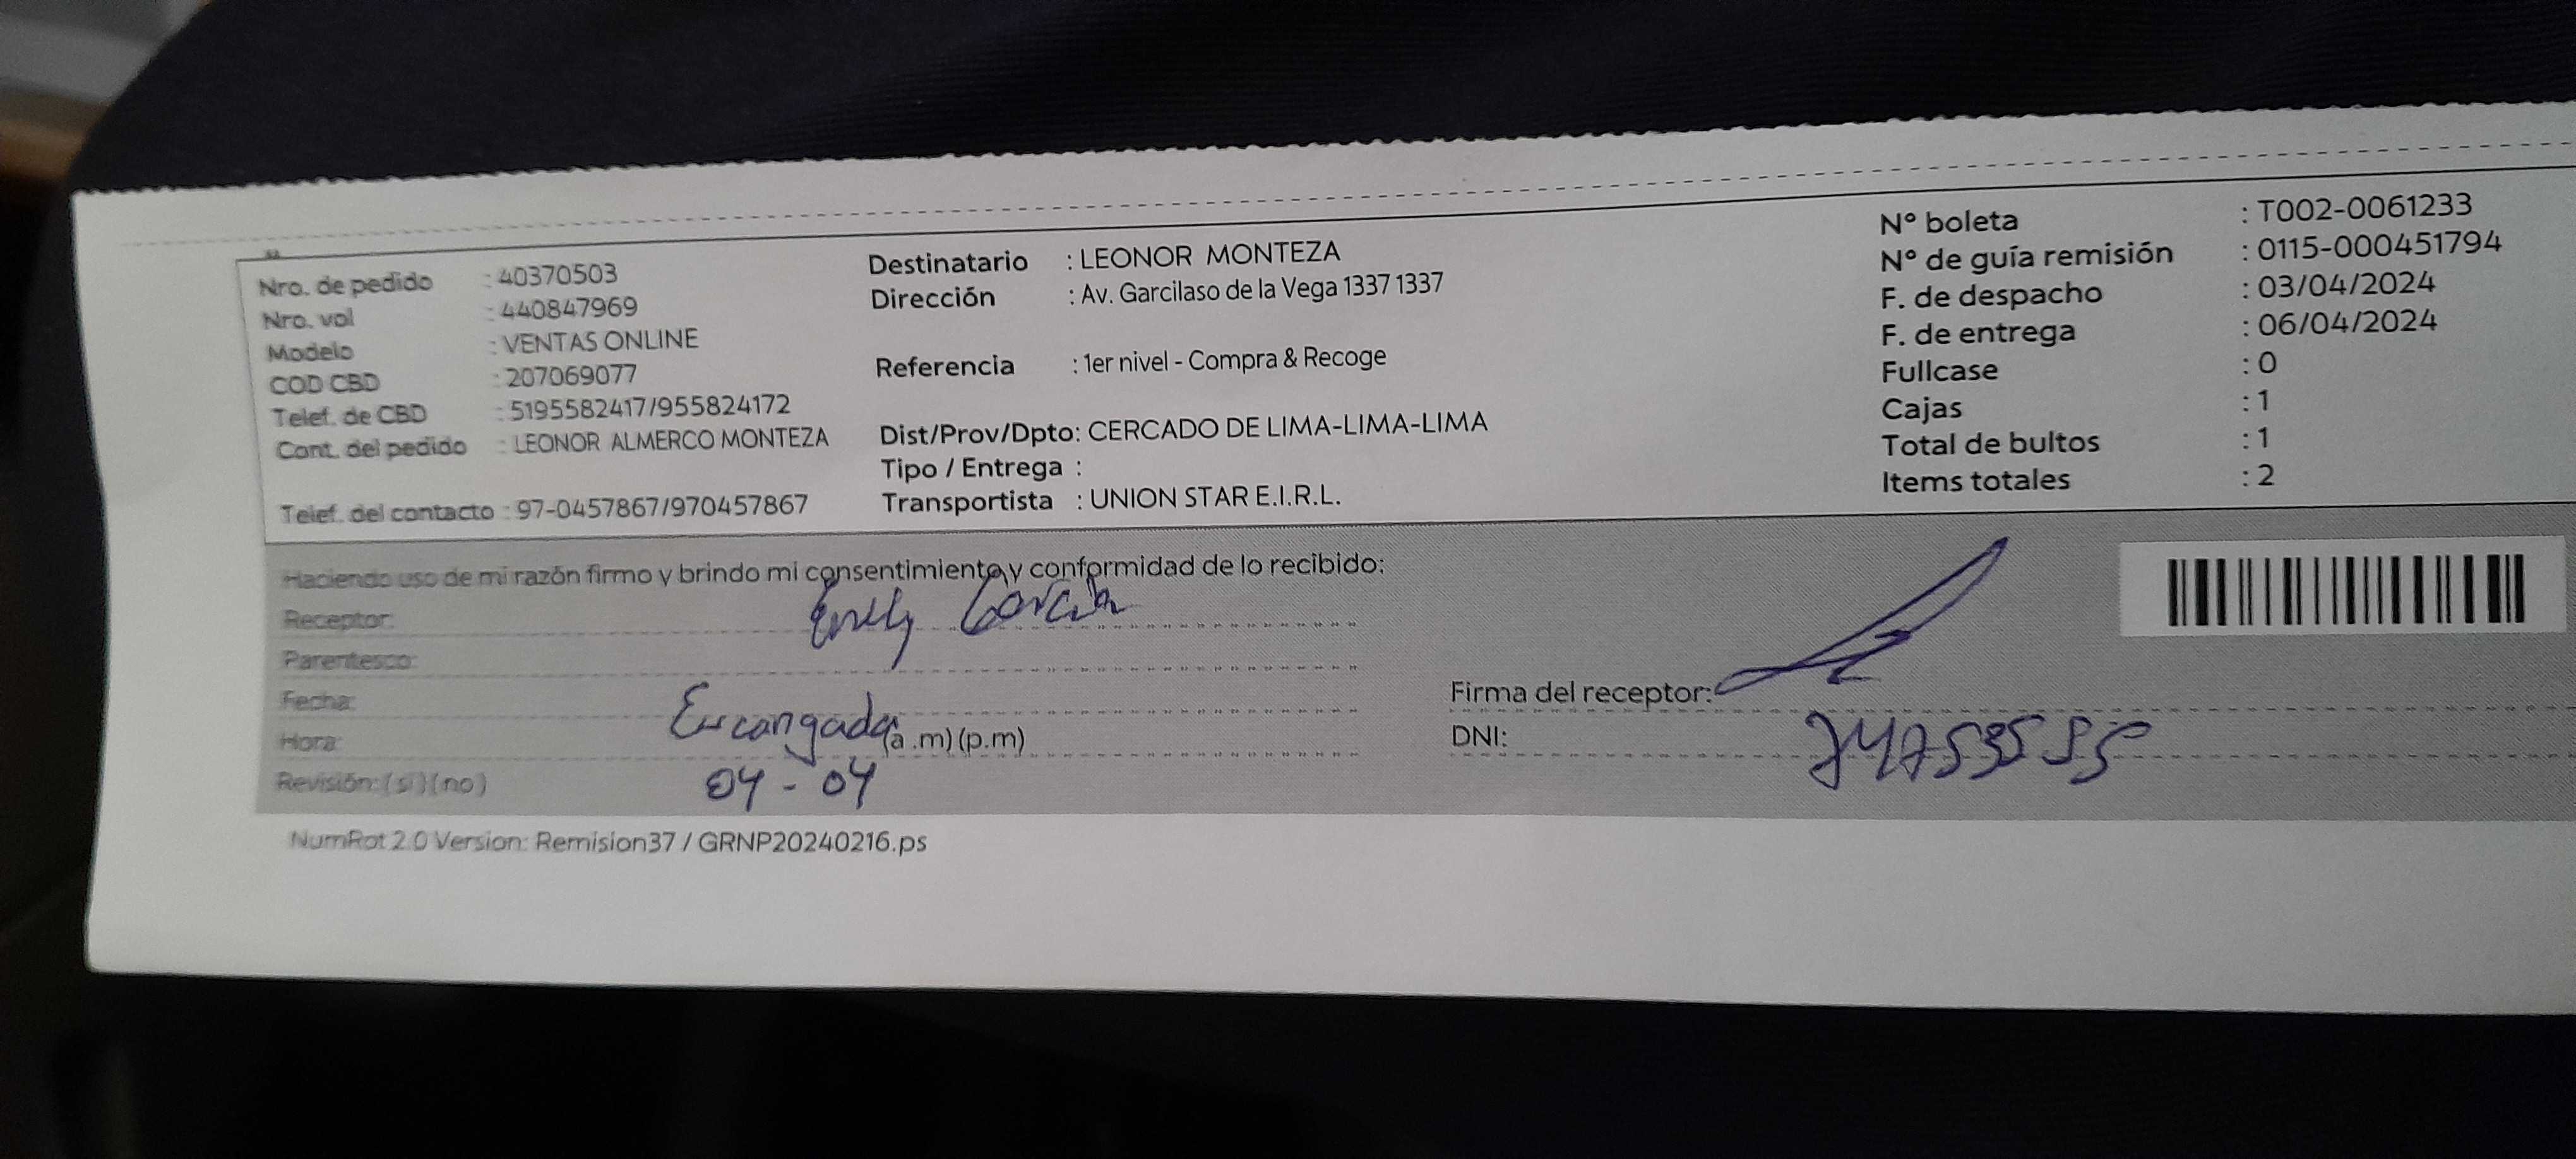 Nro. de pedido : 40370503
Nro. vol : 440847969
Modelo : VENTAS ONLINE
COD CBD : 207069077
Telef. de CBD : 5195582417/955824172
Cont. del pedido : LEONOR ALMERCO MONTEZA
Telef. del contacto : 97-0457867/970457867
Destinatario : LEONOR MONTEZA
Dirección : Av. Garcilaso de la Vega 1337 1337
Referencia : 1er nivel - Compra & Recoge
Dist/Prov/Dpto: CERCADO DE LIMA-LIMA-LIMA
Tipo / Entrega :
Transportista : UNION STAR E.I.R.L.
N° boleta : T002-0061233
N° de guía remisión : 0115-000451794
F. de despacho : 03/04/2024
F. de entrega : 06/04/2024
Fullcase : 0
Cajas : 1
Total de bultos : 1
Items totales : 2
Haciendo uso de mi razón firmo y brindo mi consentimiento y conformidad de lo recibido:
Receptor: García
Parentesco:
Fecha: Encargada
Hora: (a .m) (p.m)
Revisión: (si) (no) 04-04
Firma del receptor:
DNI:
NumRot 2.0 Version: Remision37 / GRNP20240216.ps